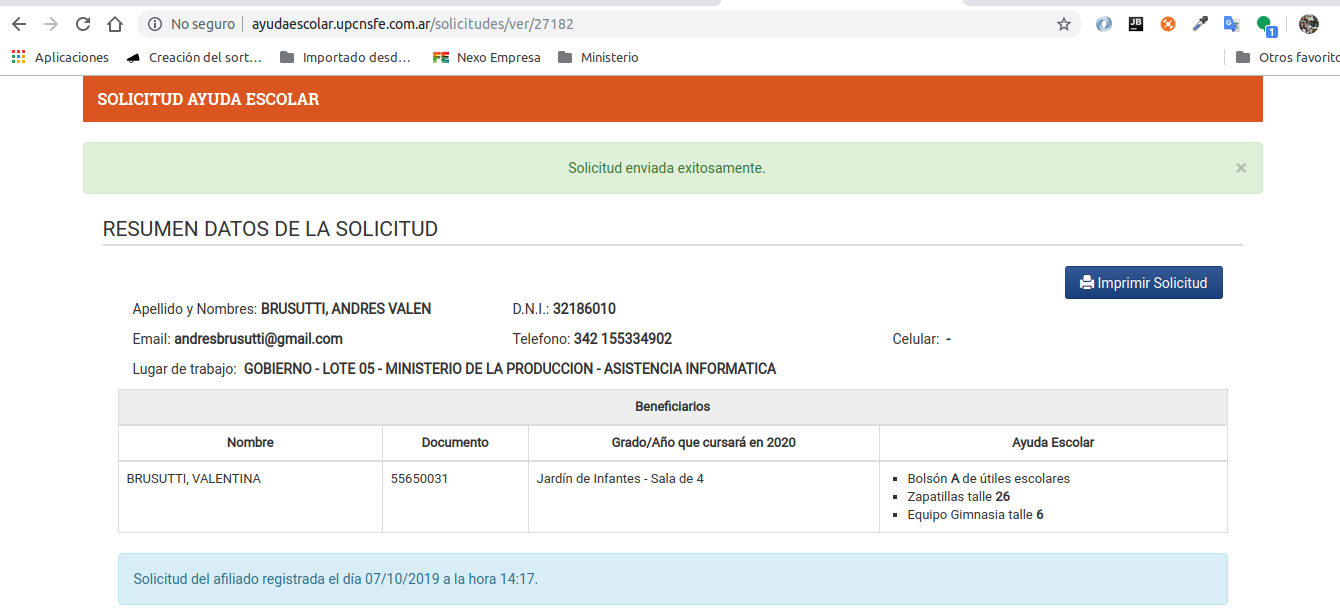 No seguro | ayudaescolar.upcnsfe.com.ar/solicitudes/ver/27182
JB
G
1
Aplicaciones Creación del sort... Importado desd... FE Nexo Empresa Ministerio Otros favorito
SOLICITUD AYUDA ESCOLAR
Solicitud enviada exitosamente. ×
RESUMEN DATOS DE LA SOLICITUD
Imprimir Solicitud
Apellido y Nombres: BRUSUTTI, ANDRES VALEN D.N.I.: 32186010
Email: andresbrusutti@gmail.com Telefono: 342 155334902 Celular: -
Lugar de trabajo: GOBIERNO - LOTE 05 - MINISTERIO DE LA PRODUCCION - ASISTENCIA INFORMATICA
Beneficiarios
Nombre Documento Grado/Año que cursará en 2020 Ayuda Escolar
BRUSUTTI, VALENTINA 55650031 Jardín de Infantes - Sala de 4 ▪ Bolsón A de útiles escolares
▪ Zapatillas talle 26
▪ Equipo Gimnasia talle 6
Solicitud del afiliado registrada el día 07/10/2019 a la hora 14:17.